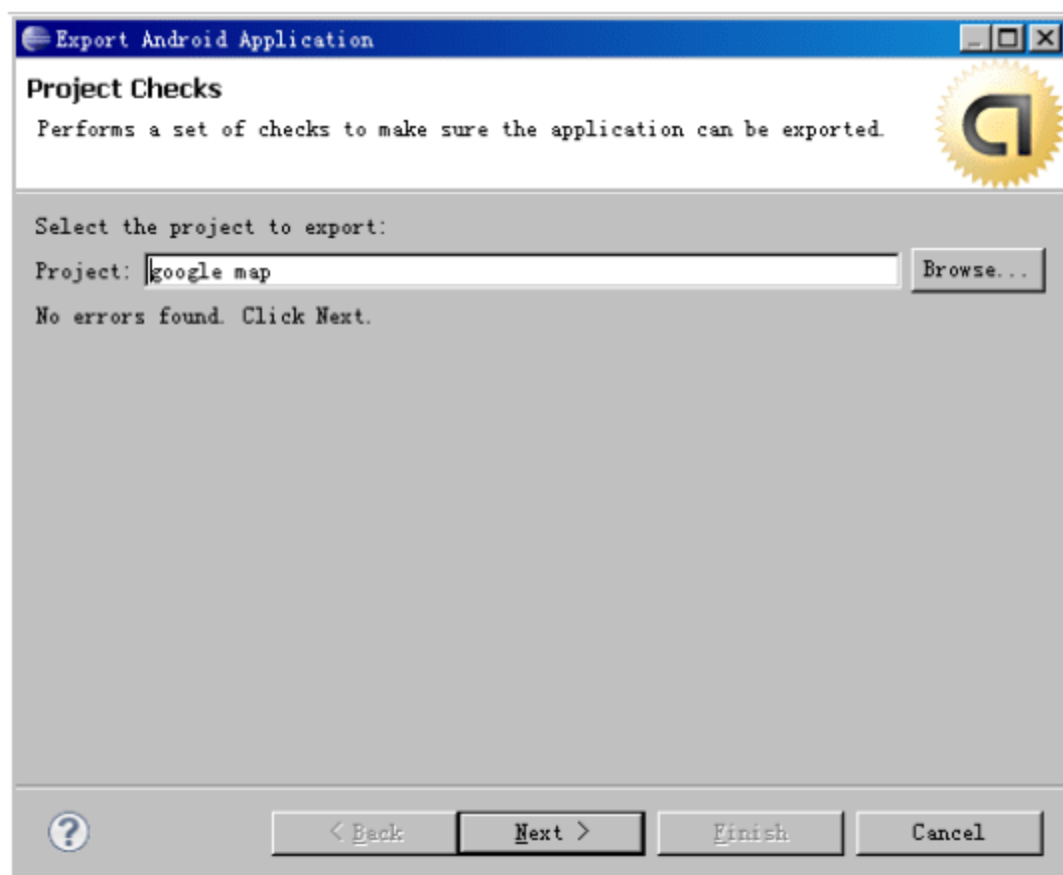 Export Android Application
Project Checks
Performs a set of checks to make sure the application can be exported.
Select the project to export:
Project: google map Browse...
No errors found. Click Next.
? < Back Next > Finish Cancel